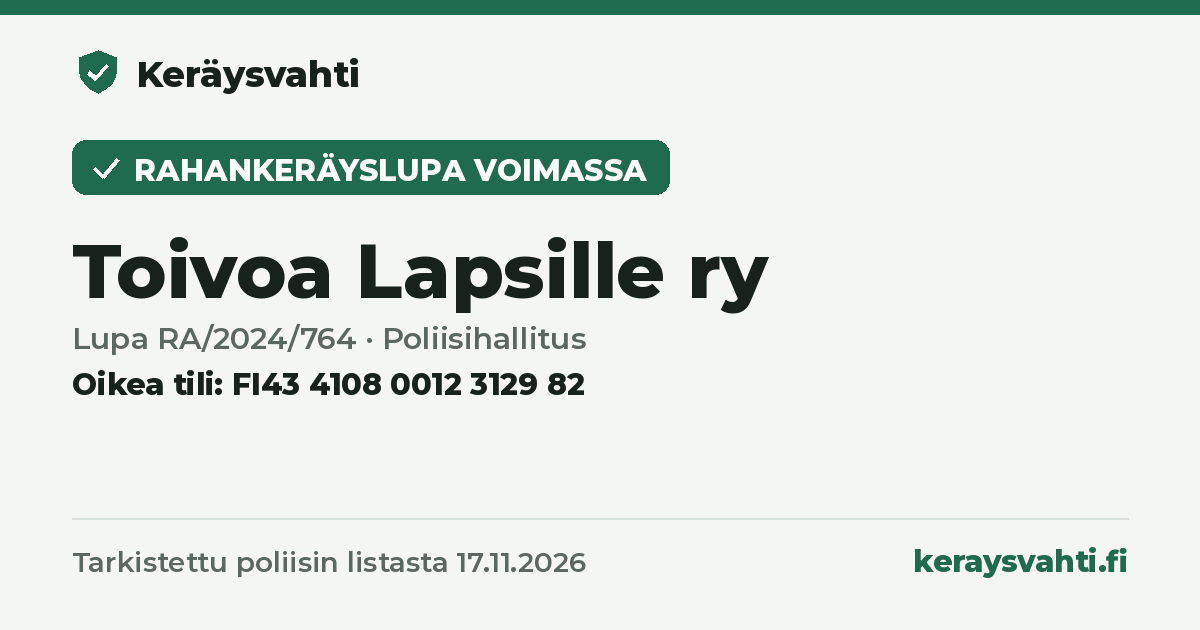 Keräysvahti
RAHANKERÄYSLUPA VOIMASSA
Toivoa Lapsille ry
Lupa RA/2024/764 · Poliisihallitus
Oikea tili: FI43 4108 0012 3129 82
Tarkistettu poliisin listasta 17.11.2026
keraysvahti.fi